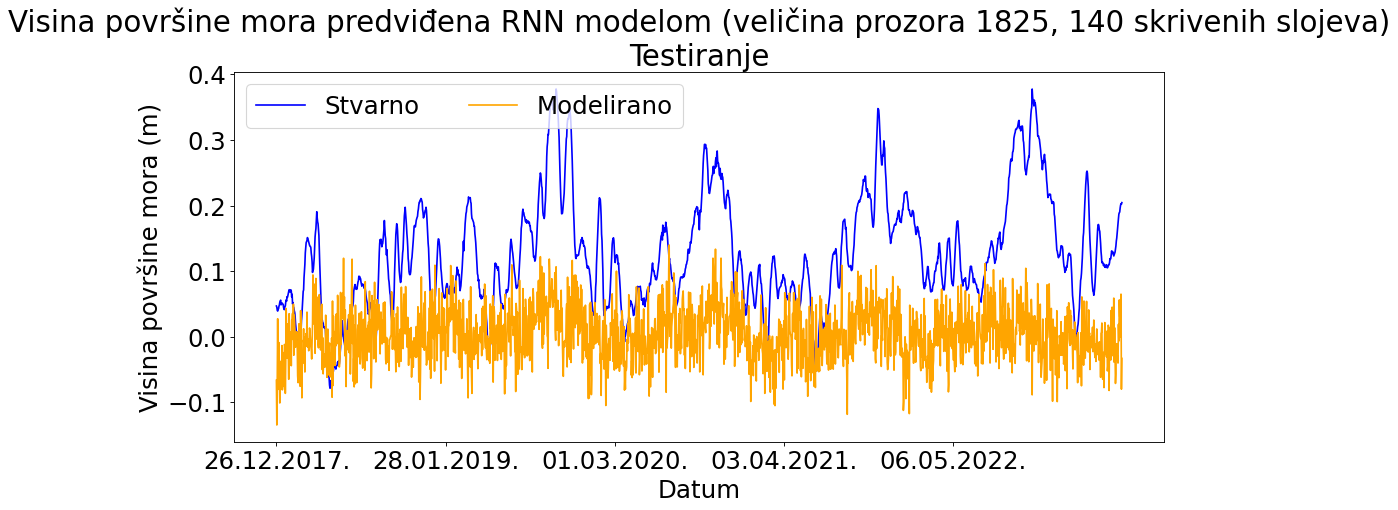 Visina površine mora predviđena RNN modelom (veličina prozora 1825, 140 skrivenih slojeva)
Testiranje
Stvarno Modelirano
Visina površine mora (m)
0.4
0.3
0.2
0.1
0.0
−0.1
26.12.2017. 28.01.2019. 01.03.2020. 03.04.2021. 06.05.2022.
Datum